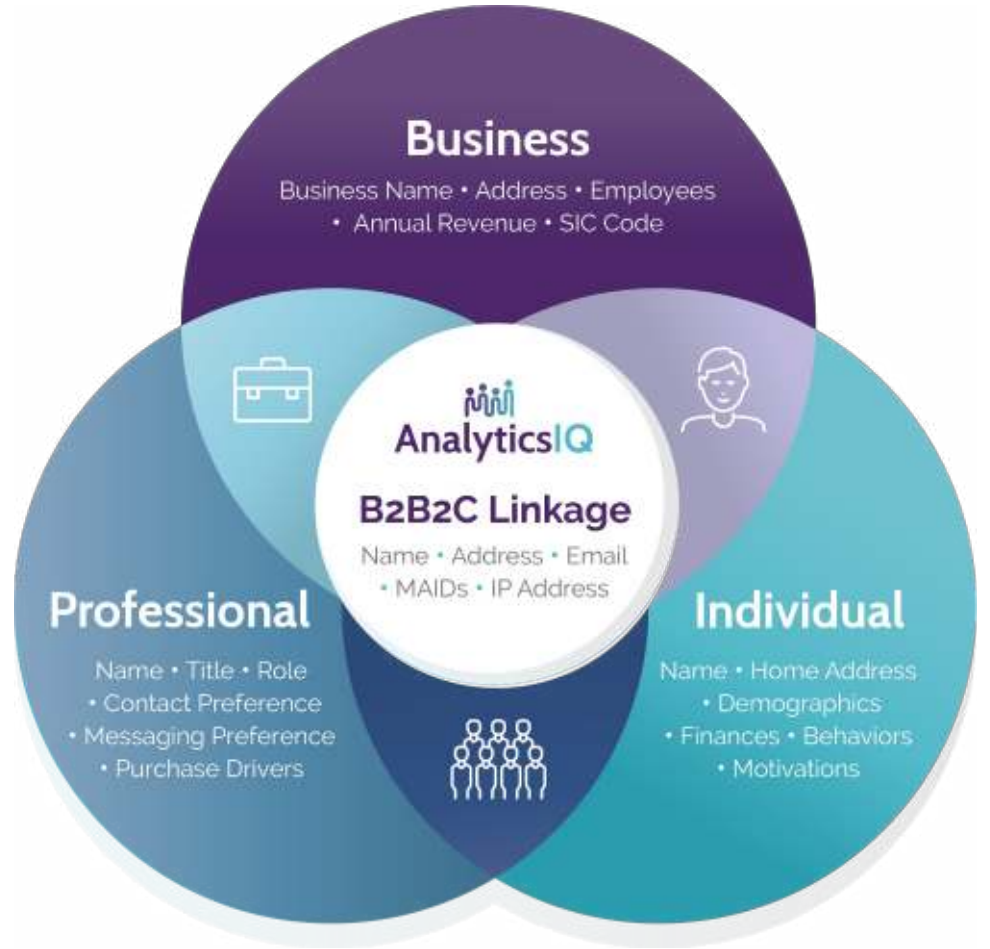 Business
Business Name • Address • Employees
• Annual Revenue • SIC Code
AnalyticsIQ
B2B2C Linkage
Name • Address • Email
• MAIDs • IP Address
Professional
Name • Title • Role
• Contact Preference
• Messaging Preference
• Purchase Drivers
Individual
Name • Home Address
• Demographics
• Finances • Behaviors
• Motivations